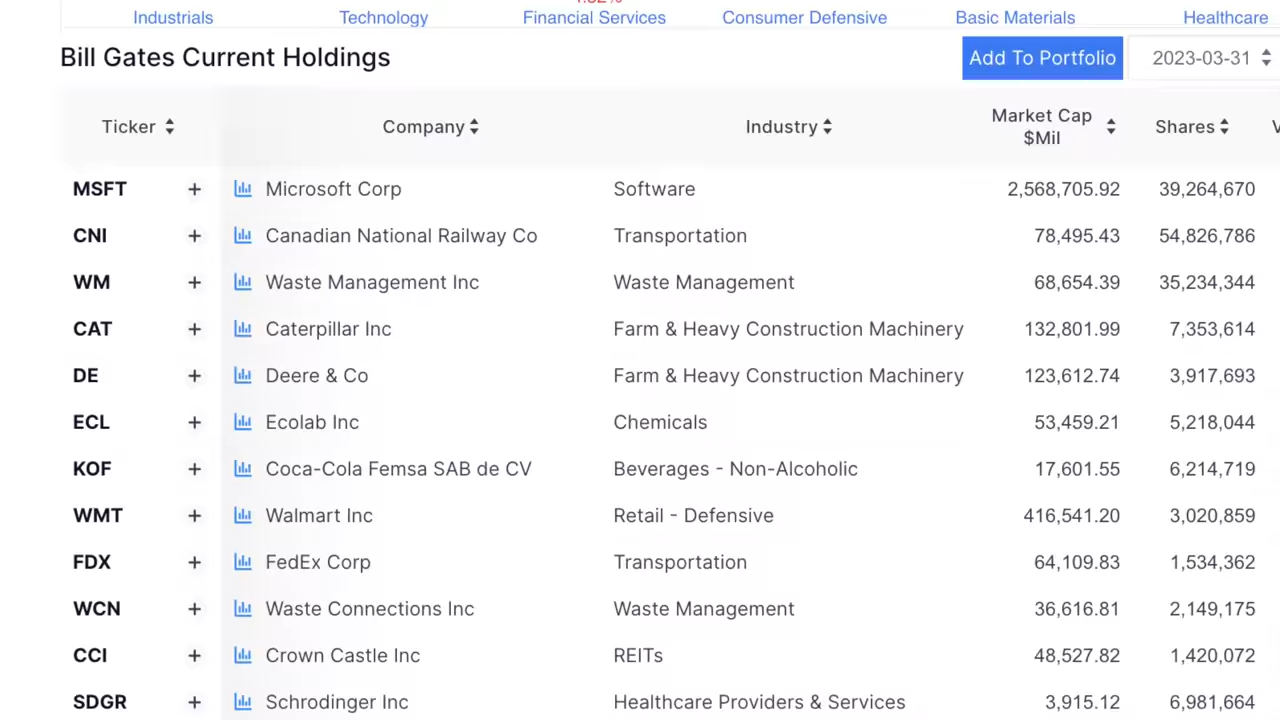 Industrials Technology Financial Services Consumer Defensive Basic Materials Healthcare
Bill Gates Current Holdings Add To Portfolio 2023-03-31
Ticker Company Industry Market Cap $Mil Shares
MSFT + Microsoft Corp Software 2,568,705.92 39,264,670
CNI + Canadian National Railway Co Transportation 78,495.43 54,826,786
WM + Waste Management Inc Waste Management 68,654.39 35,234,344
CAT + Caterpillar Inc Farm & Heavy Construction Machinery 132,801.99 7,353,614
DE + Deere & Co Farm & Heavy Construction Machinery 123,612.74 3,917,693
ECL + Ecolab Inc Chemicals 53,459.21 5,218,044
KOF + Coca-Cola Femsa SAB de CV Beverages - Non-Alcoholic 17,601.55 6,214,719
WMT + Walmart Inc Retail - Defensive 416,541.20 3,020,859
FDX + FedEx Corp Transportation 64,109.83 1,534,362
WCN + Waste Connections Inc Waste Management 36,616.81 2,149,175
CCI + Crown Castle Inc REITs 48,527.82 1,420,072
SDGR + Schrodinger Inc Healthcare Providers & Services 3,915.12 6,981,664